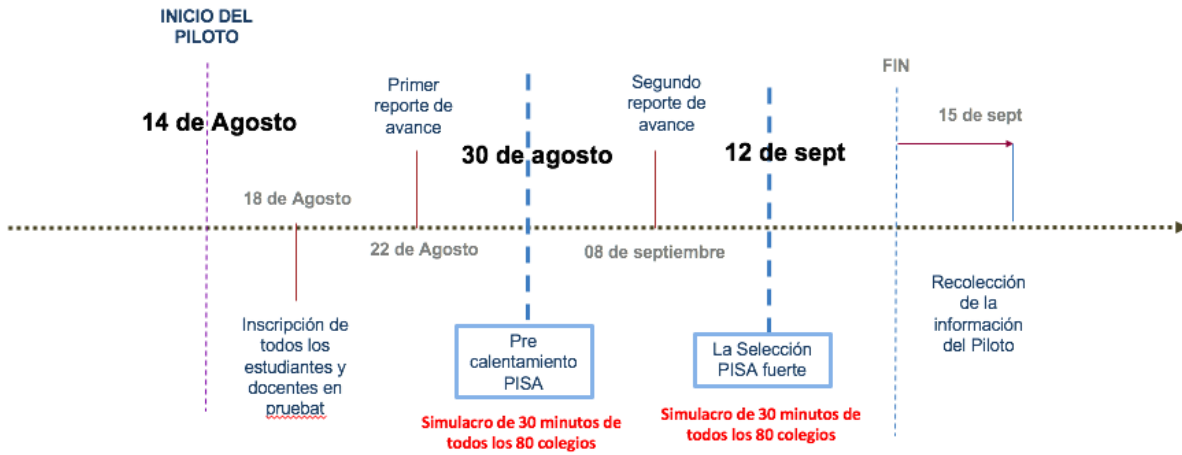 INICIO DEL
PILOTO
14 de Agosto
18 de Agosto
Inscripción de
todos los
estudiantes y
docentes en
pruebat
Primer
reporte de
avance
22 de Agosto
30 de agosto
Pre
calentamiento
PISA
Simulacro de 30 minutos de
todos los 80 colegios
Segundo
reporte de
avance
08 de septiembre
12 de sept
La Selección
PISA fuerte
Simulacro de 30 minutos de
todos los 80 colegios
FIN
15 de sept
Recolección
de la
información
del Piloto